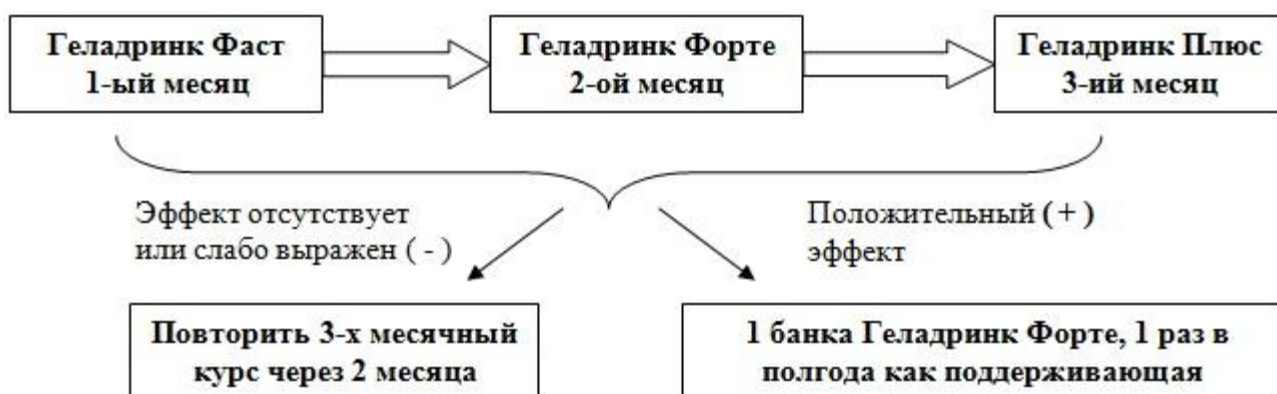 Геладринк Фаст
1-ый месяц
Геладринк Форте
2-ой месяц
Геладринк Плюс
3-ий месяц
Эффект отсутствует
или слабо выражен ( - )
Положительный ( + )
эффект
Повторить 3-х месячный
курс через 2 месяца
1 банка Геладринк Форте, 1 раз в
полгода как поддерживающая